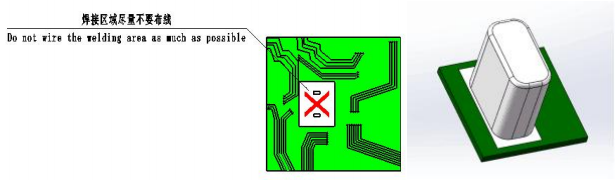 焊接区域尽量不要布线
Do not wire the welding area as much as possible